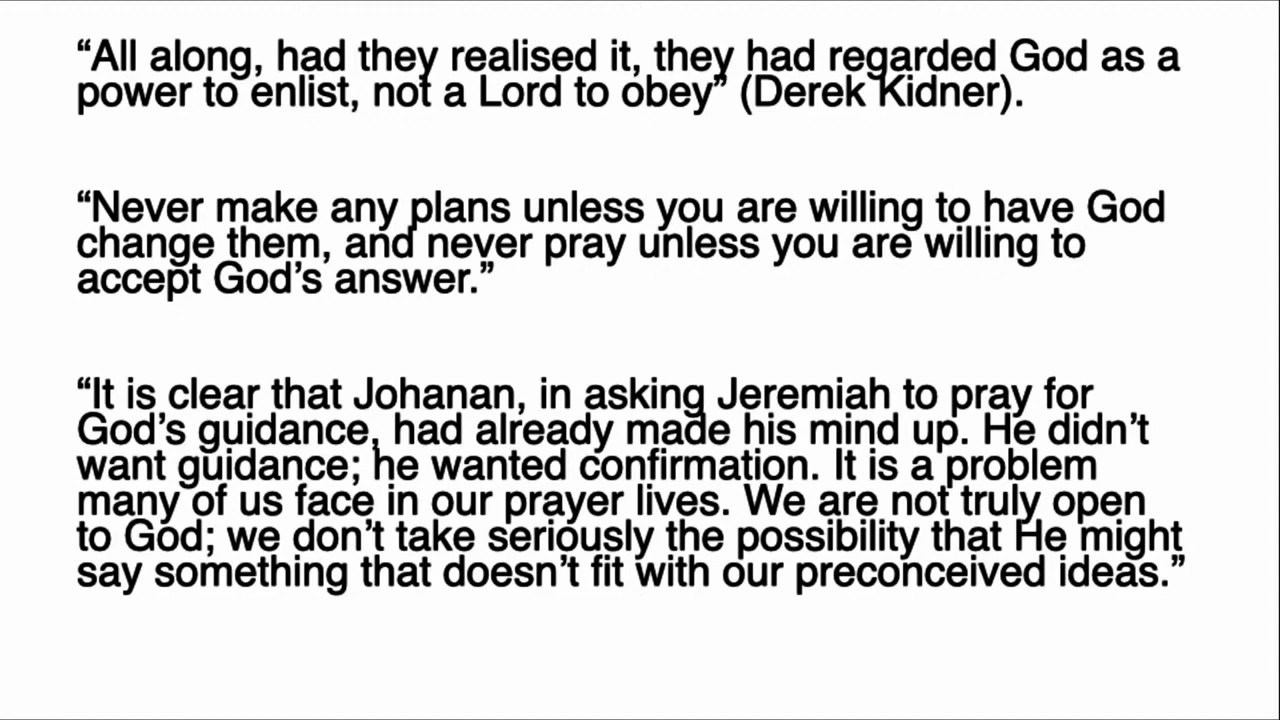 “All along, had they realised it, they had regarded God as a
power to enlist, not a Lord to obey” (Derek Kidner).
“Never make any plans unless you are willing to have God
change them, and never pray unless you are willing to
accept God’s answer.”
“It is clear that Johanan, in asking Jeremiah to pray for
God’s guidance, had already made his mind up. He didn’t
want guidance; he wanted confirmation. It is a problem
many of us face in our prayer lives. We are not truly open
to God; we don’t take seriously the possibility that He might
say something that doesn’t fit with our preconceived ideas.”